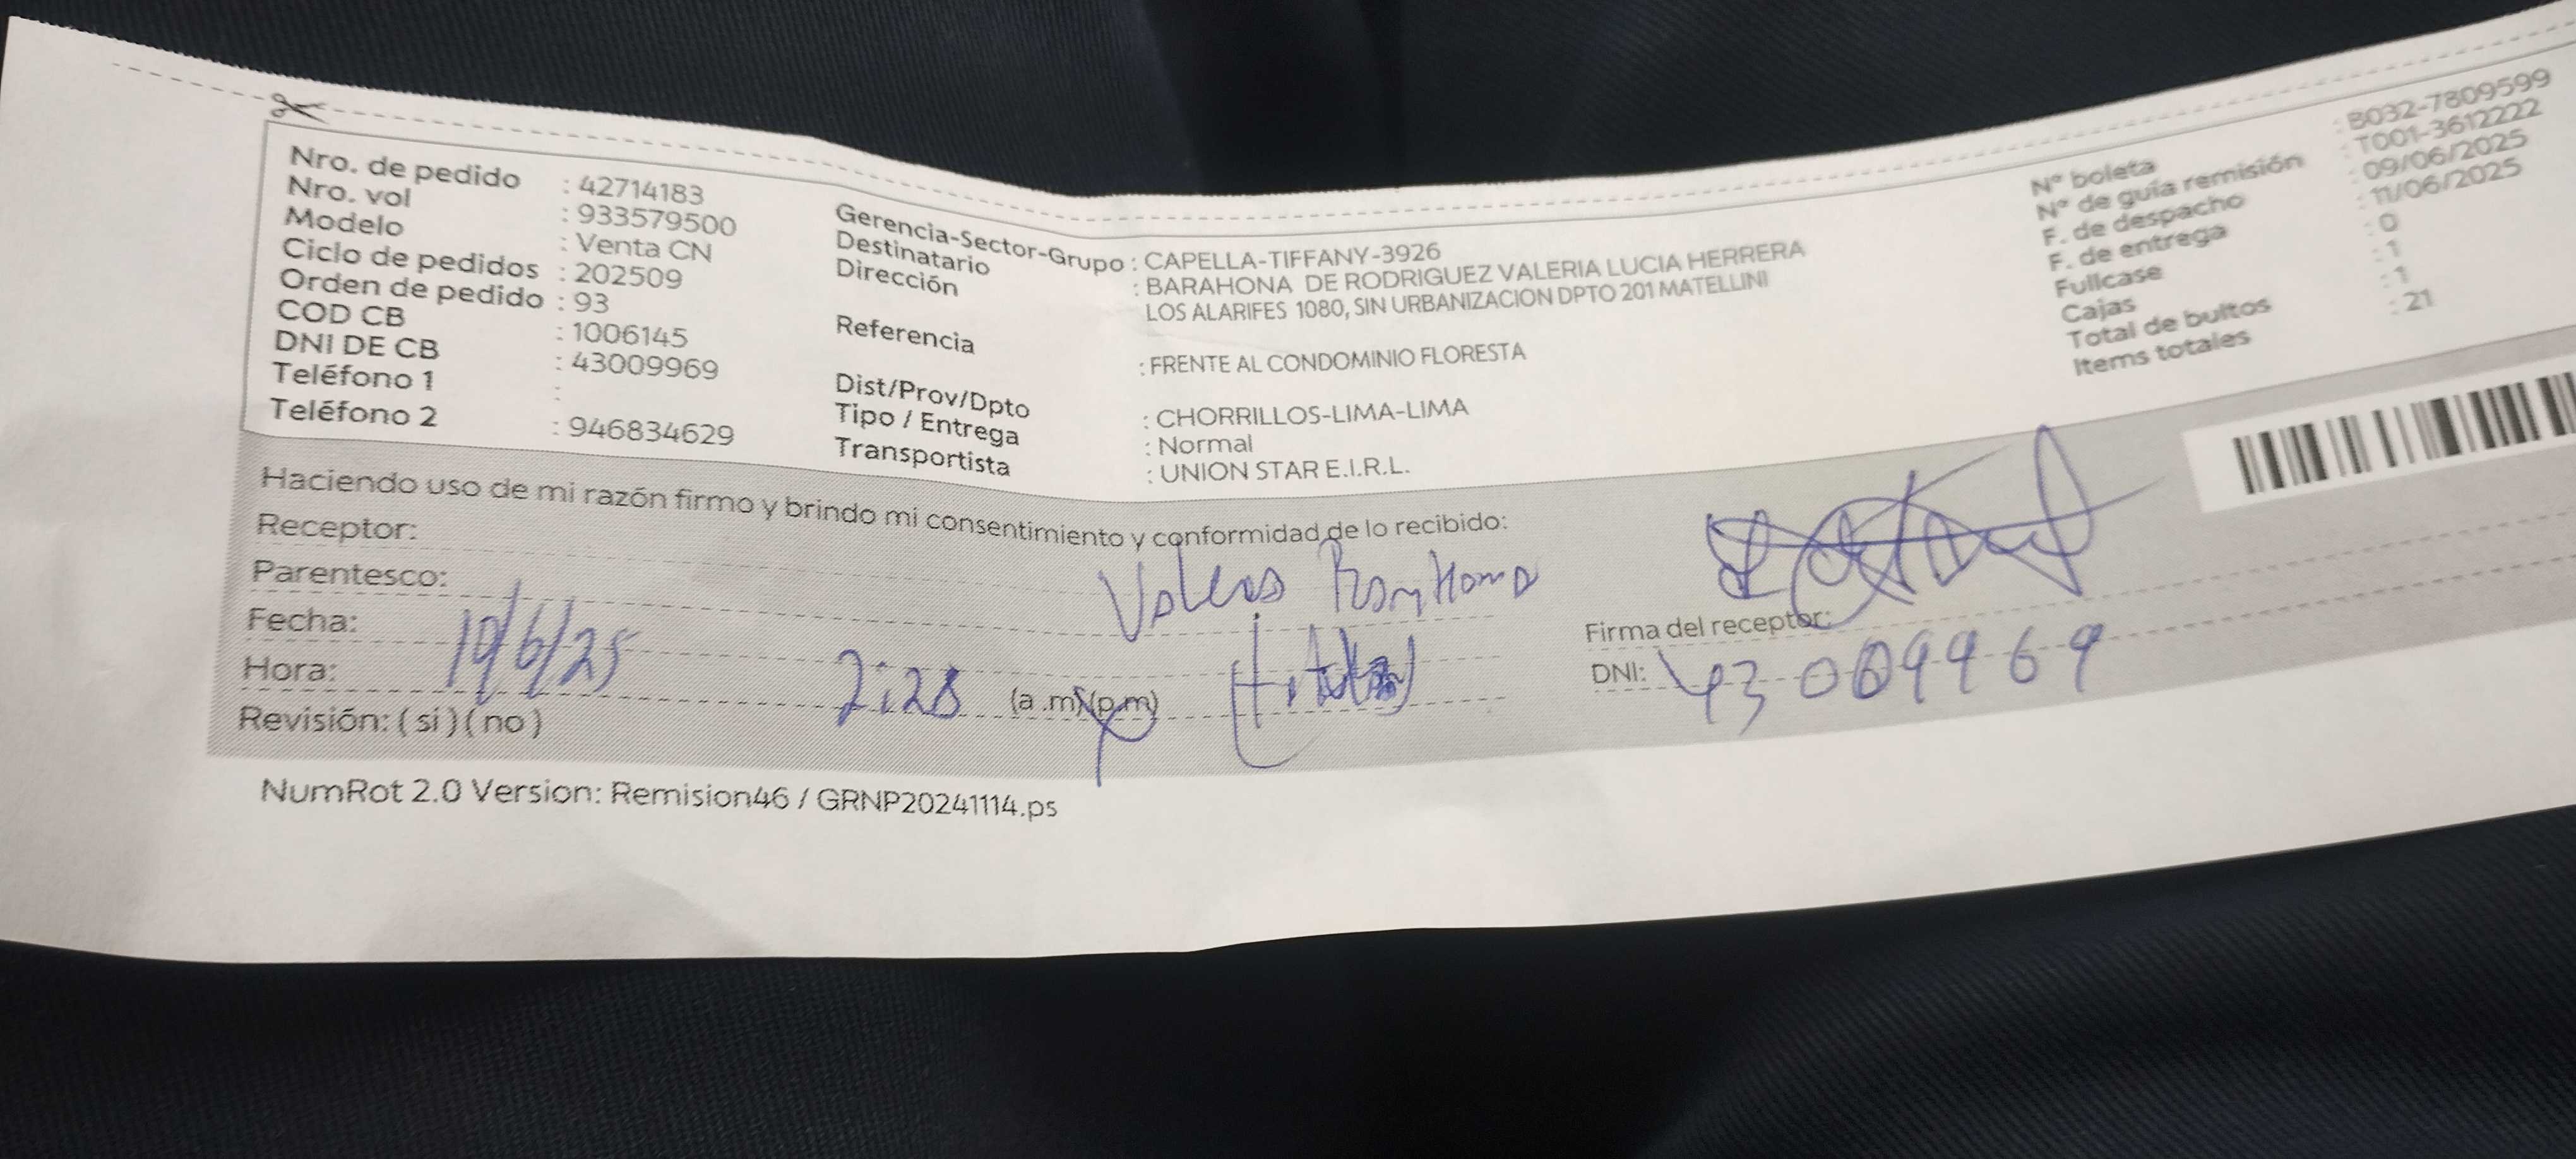 Nro. de pedido : 42714183
Nro. vol : 933579500
Modelo : Venta CN
Ciclo de pedidos : 202509
Orden de pedido : 93
COD CB : 1006145
DNI DE CB : 43009969
Teléfono 1 :
Teléfono 2 : 946834629
Gerencia-Sector-Grupo : CAPELLA-TIFFANY-3926
Destinatario : BARAHONA DE RODRIGUEZ VALERIA LUCIA HERRERA
Dirección LOS ALARIFES 1080, SIN URBANIZACION DPTO 201 MATELLINI
Referencia : FRENTE AL CONDOMINIO FLORESTA
Dist/Prov/Dpto : CHORRILLOS-LIMA-LIMA
Tipo / Entrega : Normal
Transportista : UNION STAR E.I.R.L.
Nº boleta : B032-7809599
Nº de guía remisión : T001-3612222
F. de despacho : 09/06/2025
F. de entrega : 11/06/2025
Fullcase : 0
Cajas : 1
Total de bultos : 1
Items totales : 21
Haciendo uso de mi razón firmo y brindo mi consentimiento y conformidad de lo recibido:
Receptor:
Parentesco:
Fecha: /6/25
Hora: 2:28 (a .m) (p.m)
Revisión: ( si ) ( no )
Firma del receptor:
DNI: 43009969
NumRot 2.0 Version: Remision46 / GRNP20241114.ps